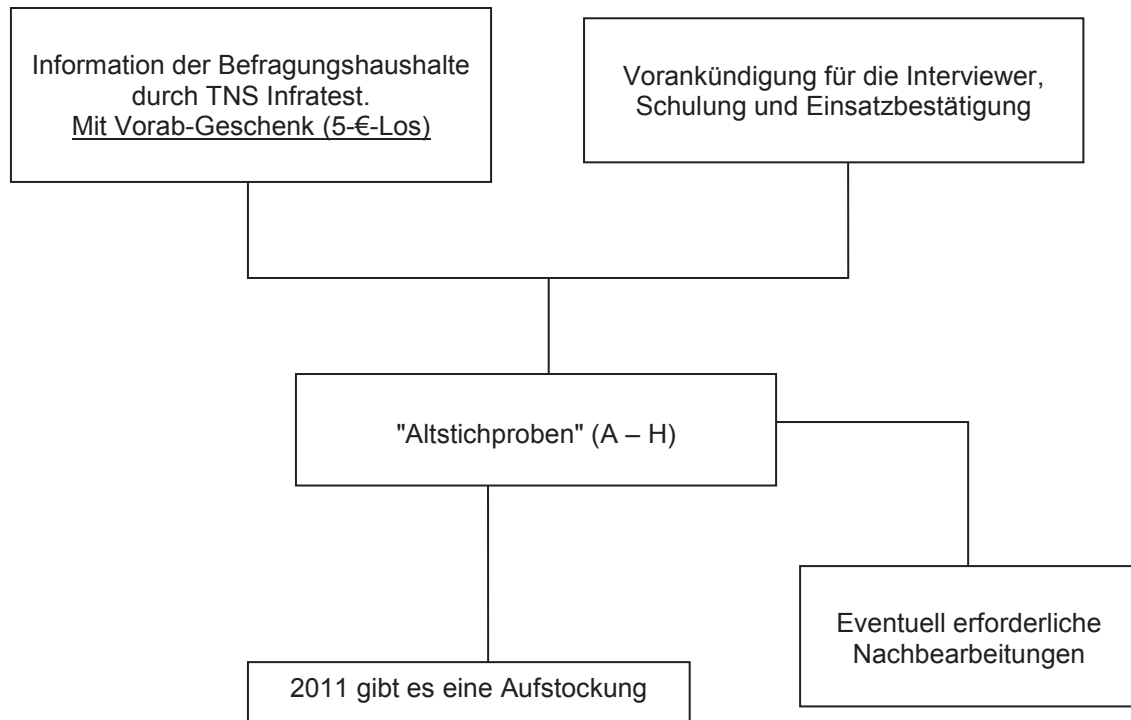 Information der Befragungshaushalte
durch TNS Infratest.
Mit Vorab-Geschenk (5-€-Los)
Vorankündigung für die Interviewer,
Schulung und Einsatzbestätigung
"Altstichproben" (A – H)
Eventuell erforderliche
Nachbearbeitungen
2011 gibt es eine Aufstockung